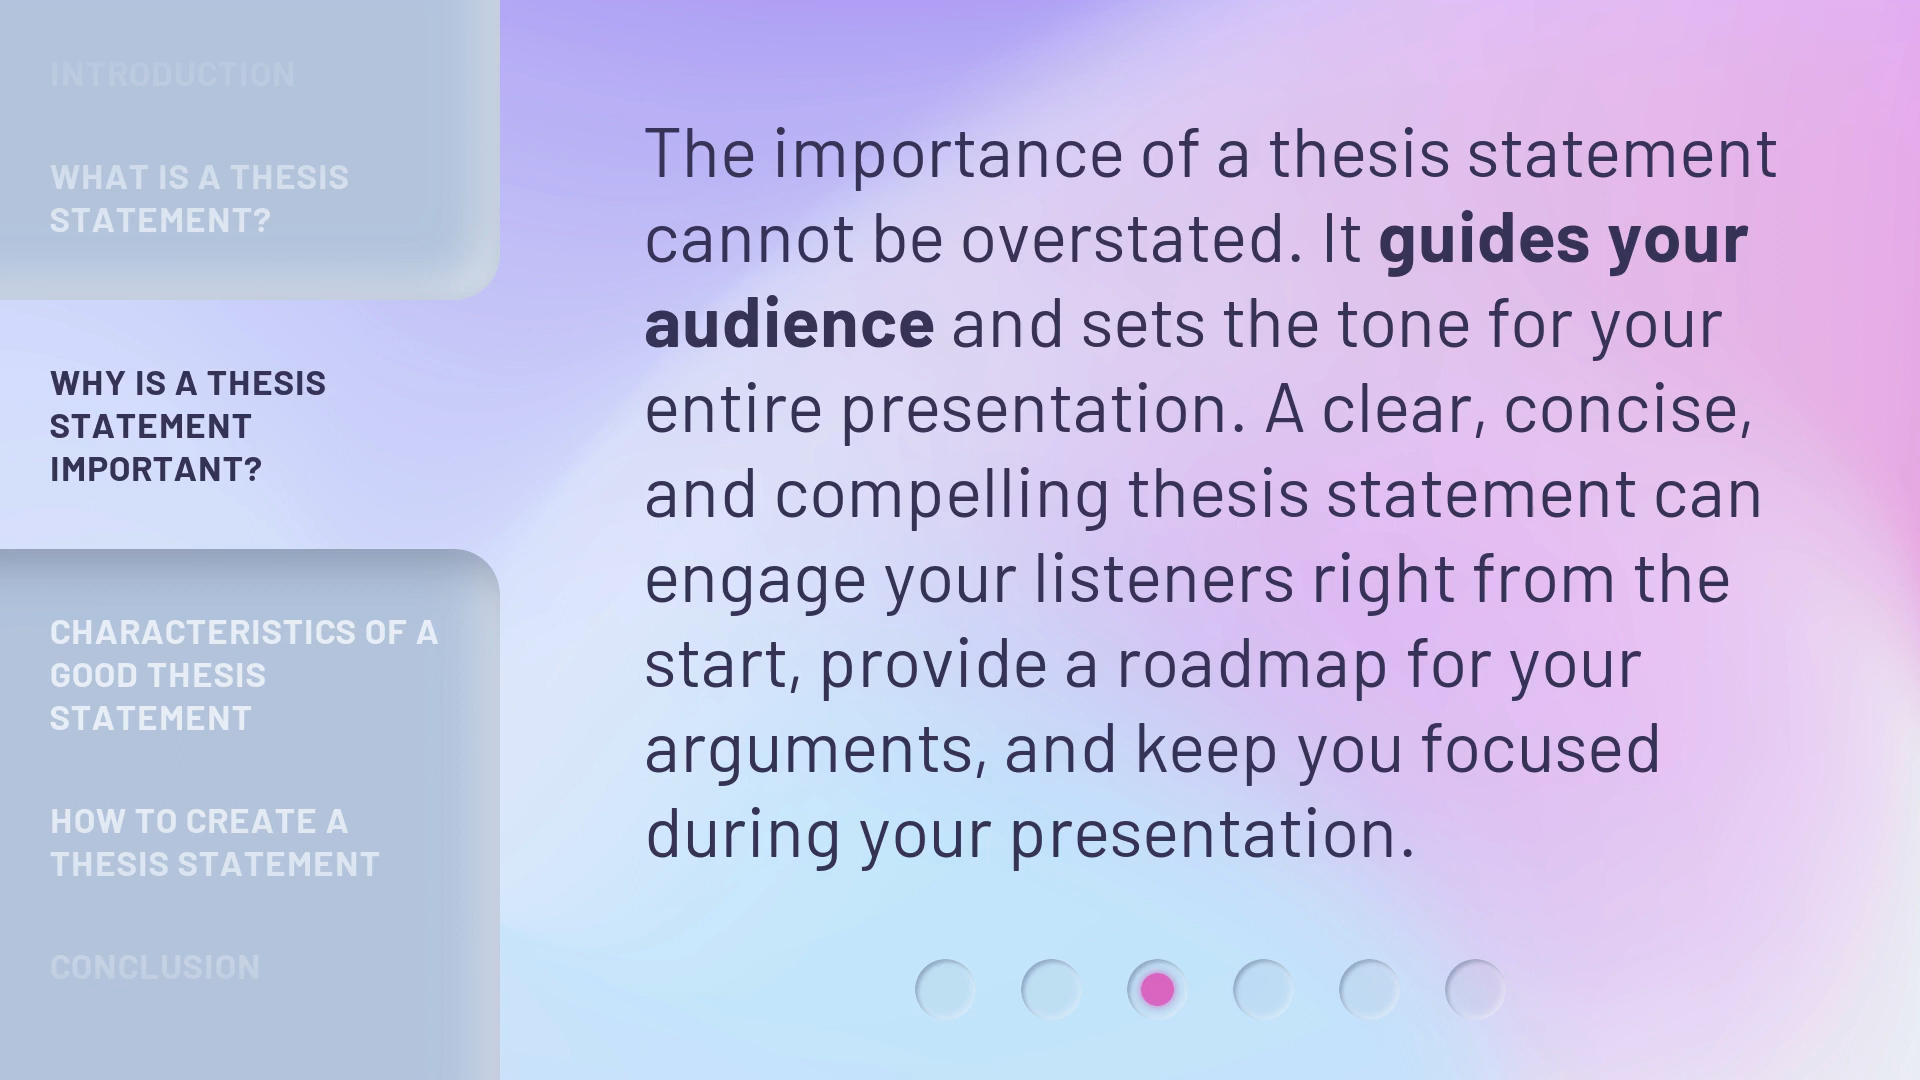 INTRODUCTION
WHAT IS A THESIS
STATEMENT?
WHY IS A THESIS
STATEMENT
IMPORTANT?
CHARACTERISTICS OF A
GOOD THESIS
STATEMENT
HOW TO CREATE A
THESIS STATEMENT
CONCLUSION
The importance of a thesis statement
cannot be overstated. It guides your
audience and sets the tone for your
entire presentation. A clear, concise,
and compelling thesis statement can
engage your listeners right from the
start, provide a roadmap for your
arguments, and keep you focused
during your presentation.